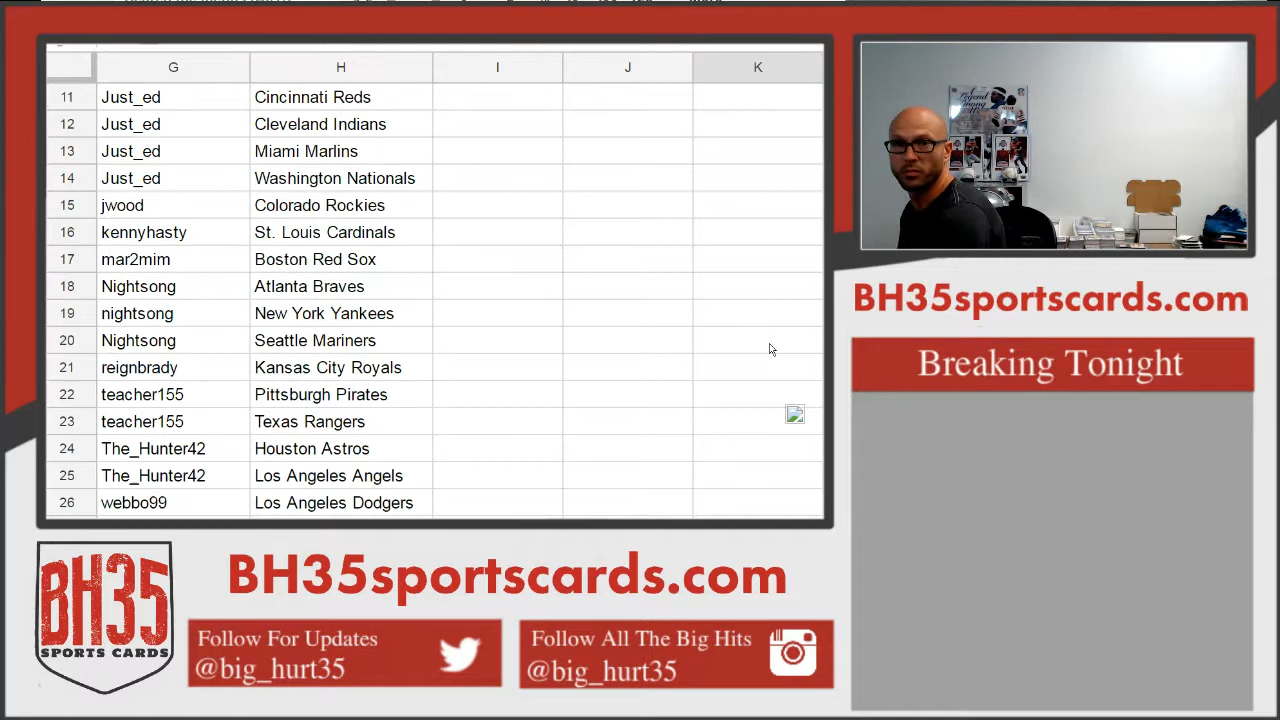 G H I J K
11 Just_ed Cincinnati Reds
12 Just_ed Cleveland Indians
13 Just_ed Miami Marlins
14 Just_ed Washington Nationals
15 jwood Colorado Rockies
16 kennyhasty St. Louis Cardinals
17 mar2mim Boston Red Sox
18 Nightsong Atlanta Braves
19 nightsong New York Yankees
20 Nightsong Seattle Mariners
21 reignbrady Kansas City Royals
22 teacher155 Pittsburgh Pirates
23 teacher155 Texas Rangers
24 The_Hunter42 Houston Astros
25 The_Hunter42 Los Angeles Angels
26 webbo99 Los Angeles Dodgers
BH35sportscards.com
Breaking Tonight
BH35
SPORTS CARDS
BH35sportscards.com
Follow For Updates
@big_hurt35
Follow All The Big Hits
@big_hurt35